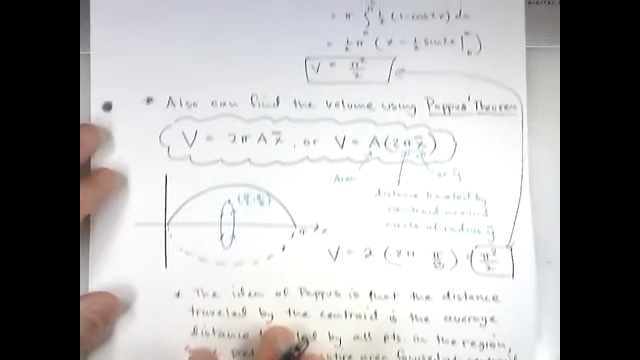 = π ∫₀^π ½ (1-cos2x) dx
= ½π (x - ½ sin2x |₀^π)
V = π²/2
* Also can find the volume using Pappus' Theorem
V = 2πAx̄, or V = A(2πx̄)
or ȳ
Area
distance traveled by
centroid around
circle of radius ȳ
(π/2, π/8)
V = 2 (2π · π/8) = π²/2
* The idea of Pappus is that the distance
traveled by the centroid is the average
distance by all pts. in the region,